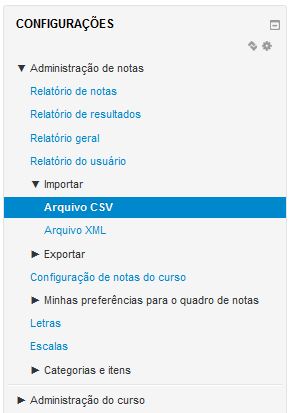 CONFIGURAÇÕES
Administração de notas
Relatório de notas
Relatório de resultados
Relatório geral
Relatório do usuário
Importar
Arquivo CSV
Arquivo XML
Exportar
Configuração de notas do curso
Minhas preferências para o quadro de notas
Letras
Escalas
Categorias e itens
Administração do curso